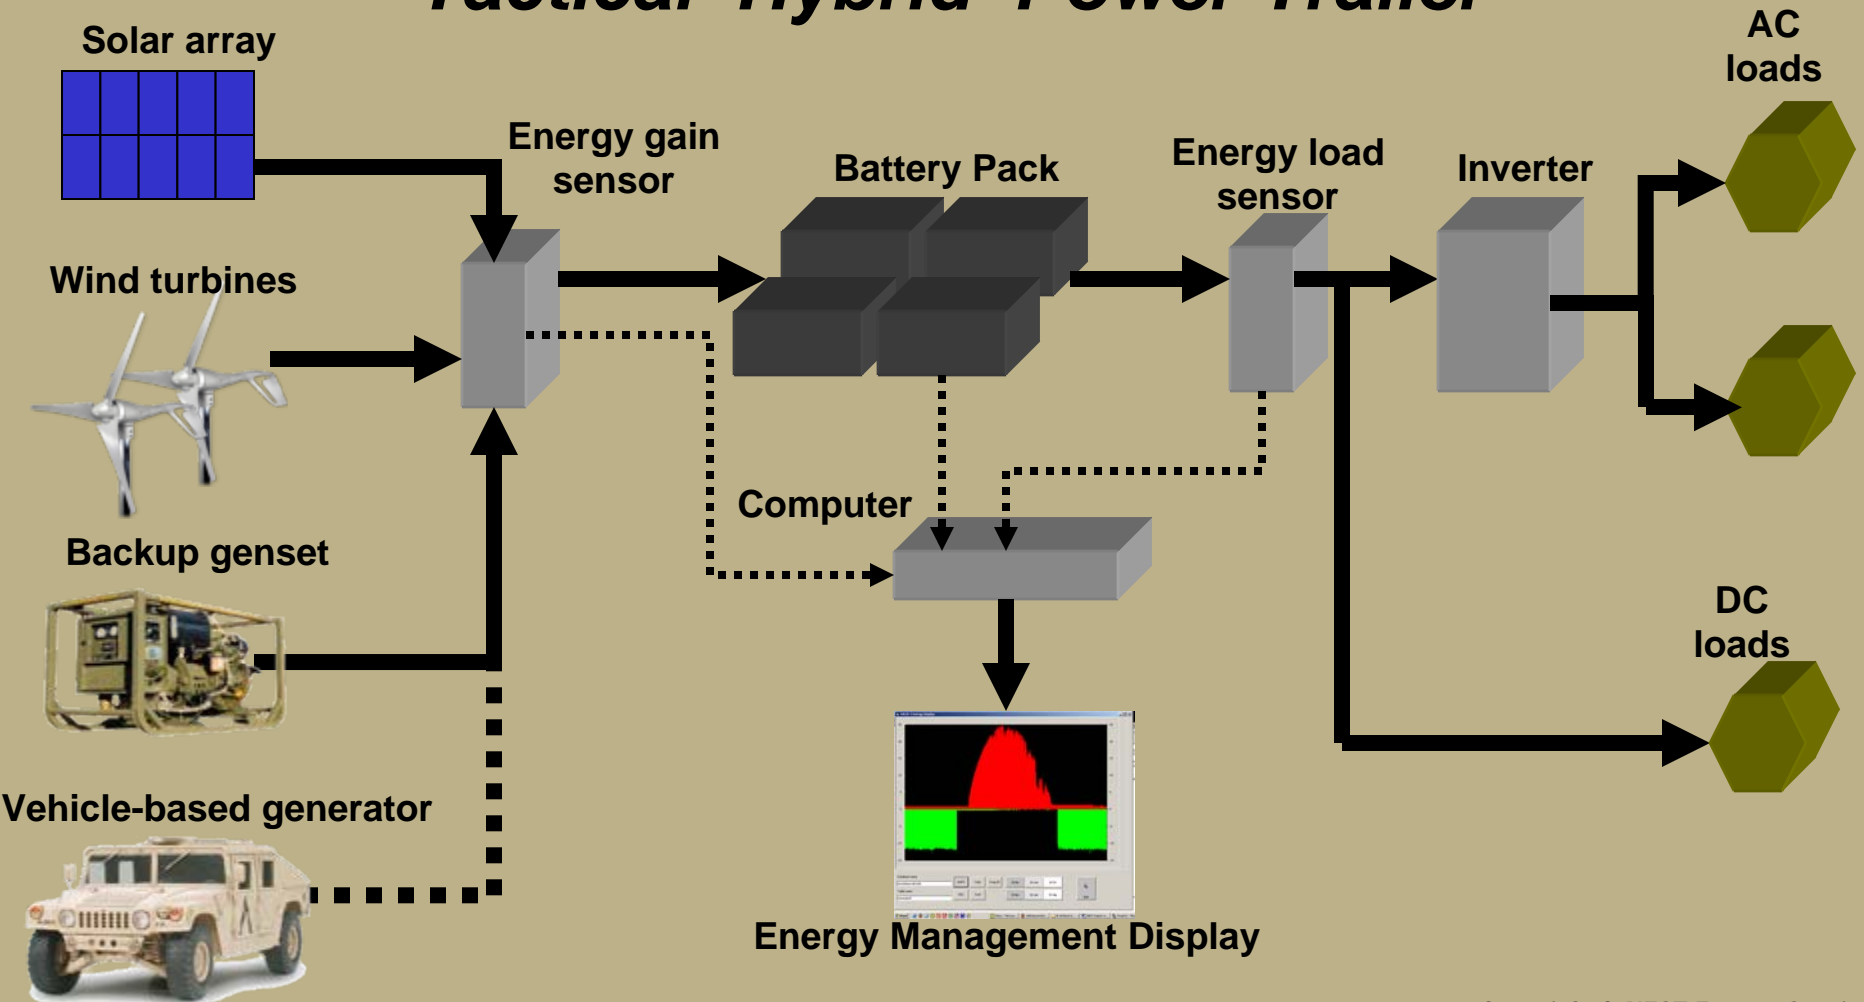 Tactical Hybrid Power Trailer
Solar array
AC
loads
Energy gain
sensor
Battery Pack
Energy load
sensor
Inverter
Wind turbines
Computer
Backup genset
DC
loads
Vehicle-based generator
Energy Management Display